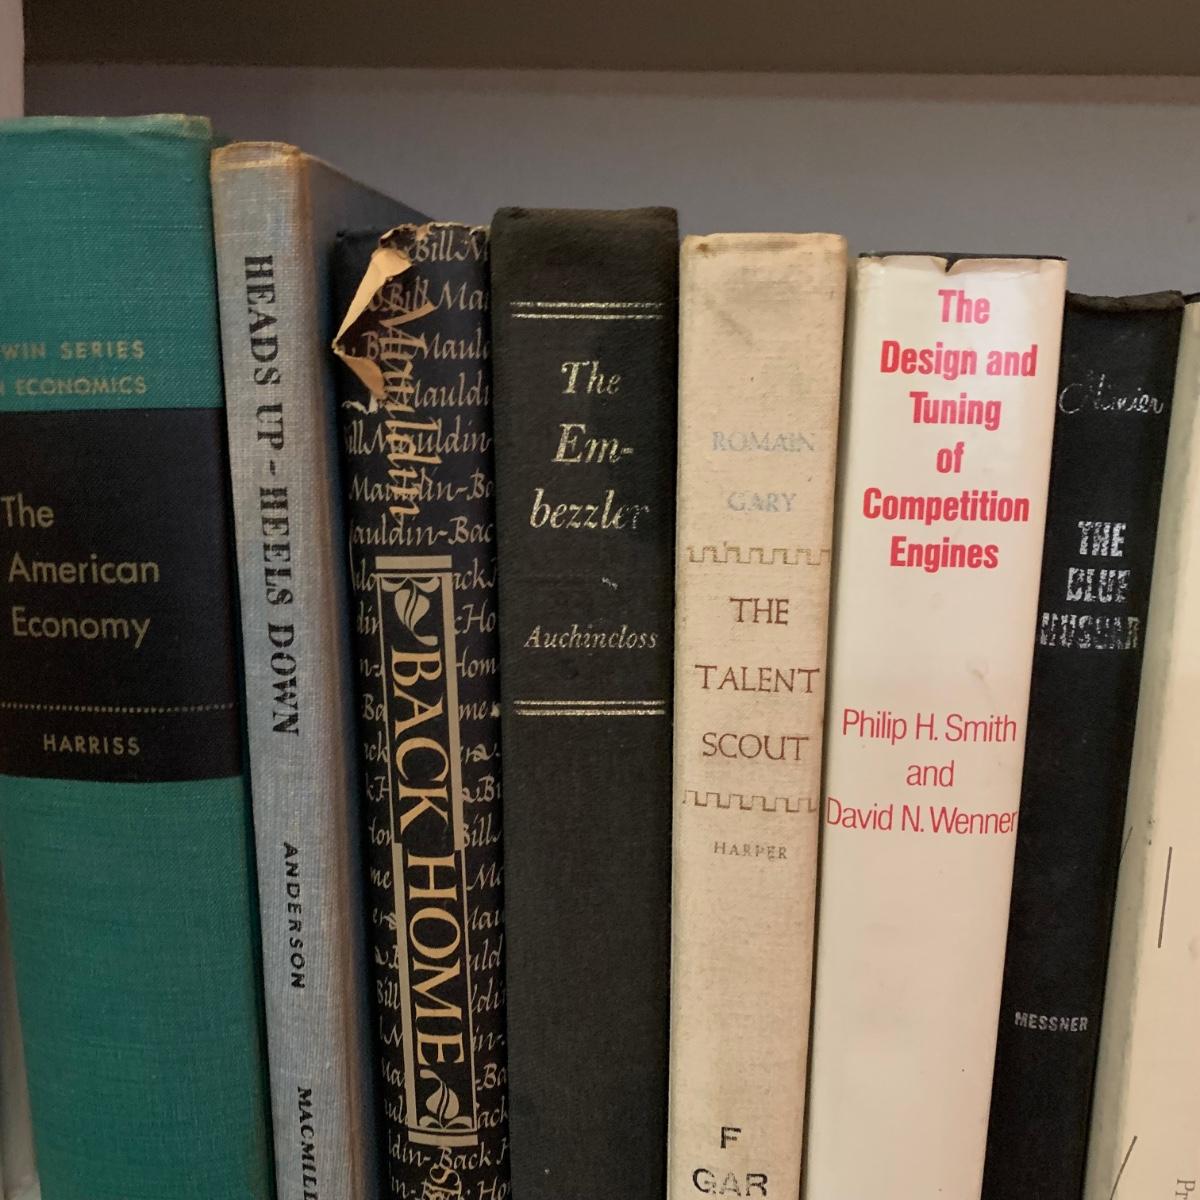 WIN SERIES
N ECONOMICS
The
American
Economy
HARRISS
HEADS UP - HEELS DOWN
ANDERSON
MACMILL
Mauldin
BACK HOME
The
Em-
bezzler
Auchincloss
ROMAIN
GARY
THE
TALENT
SCOUT
HARPER
F
GAR
The
Design and
Tuning
of
Competition
Engines
Philip H. Smith
and
David N. Wenner
Nimier
THE
BLUE
HUSSAR
MESSNER